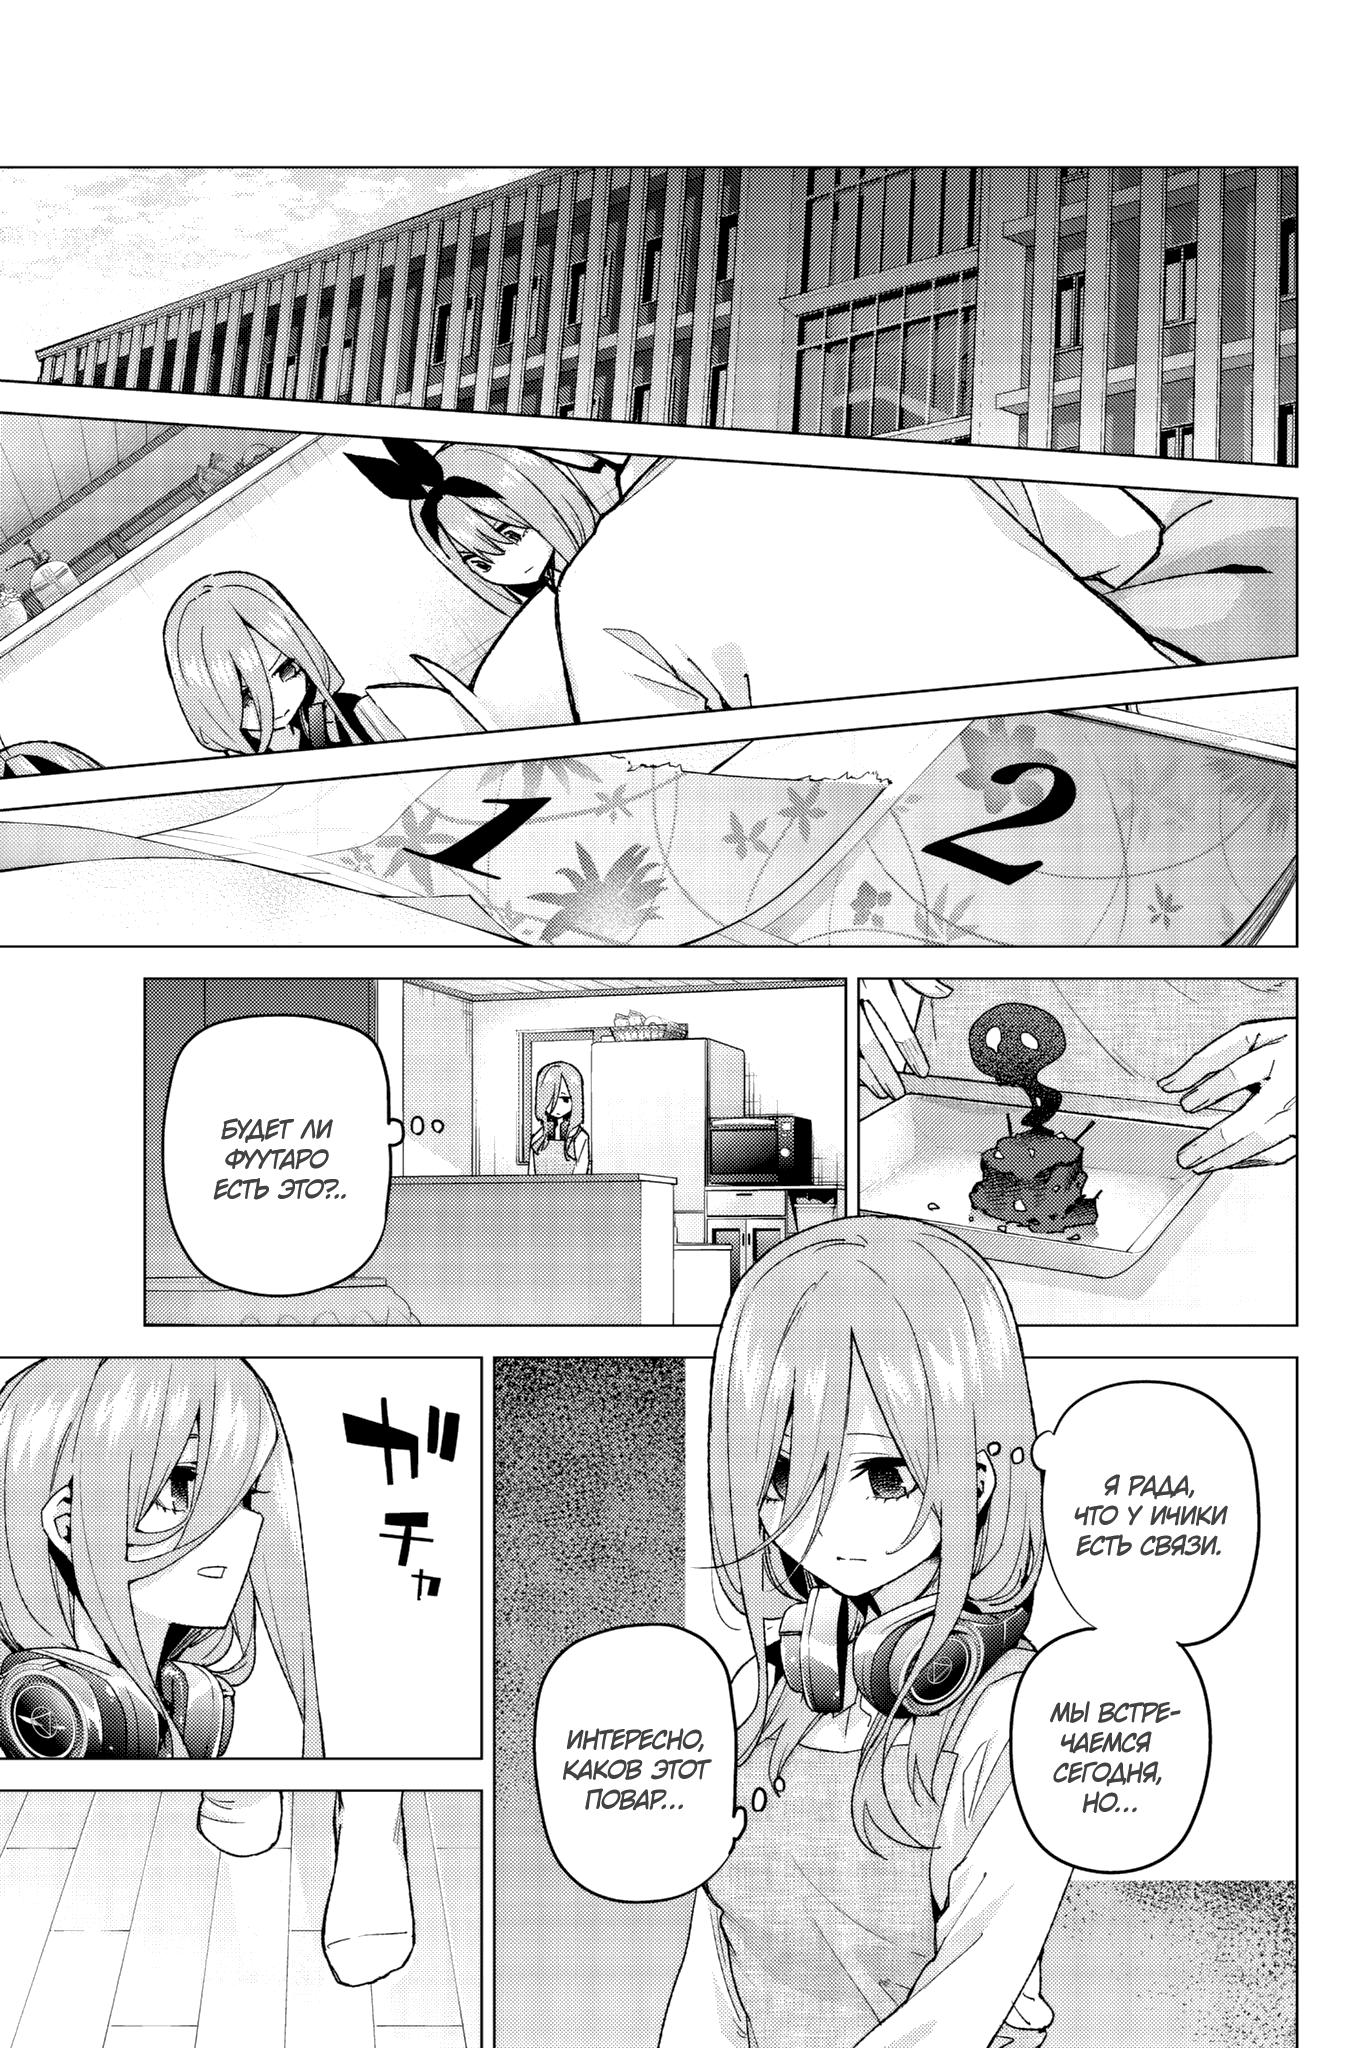 1
2
БУДЕТ ЛИ
ФУУТАРО
ЕСТЬ ЭТО?..
Я РАДА,
ЧТО У ИЧИКИ
ЕСТЬ СВЯЗИ.
МЫ ВСТРЕ-
ЧАЕМСЯ
СЕГОДНЯ,
НО...
ИНТЕРЕСНО,
КАКОВ ЭТОТ
ПОВАР...
ガチャ